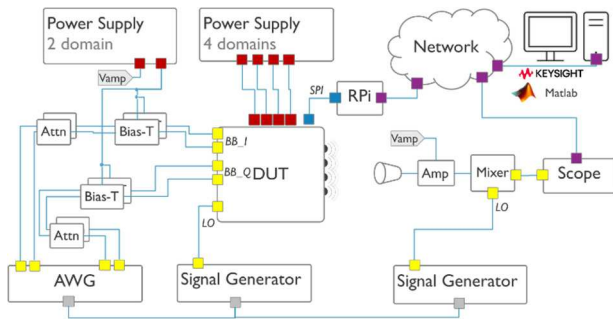 Power Supply
2 domain
Power Supply
4 domains
Network
KEYSIGHT
Matlab
Vamp
SPI
RPi
Attn
Bias-T
BB_I
BB_Q
DUT
Vamp
Amp
Mixer
Scope
Bias-T
LO
LO
Attn
AWG
Signal Generator
Signal Generator